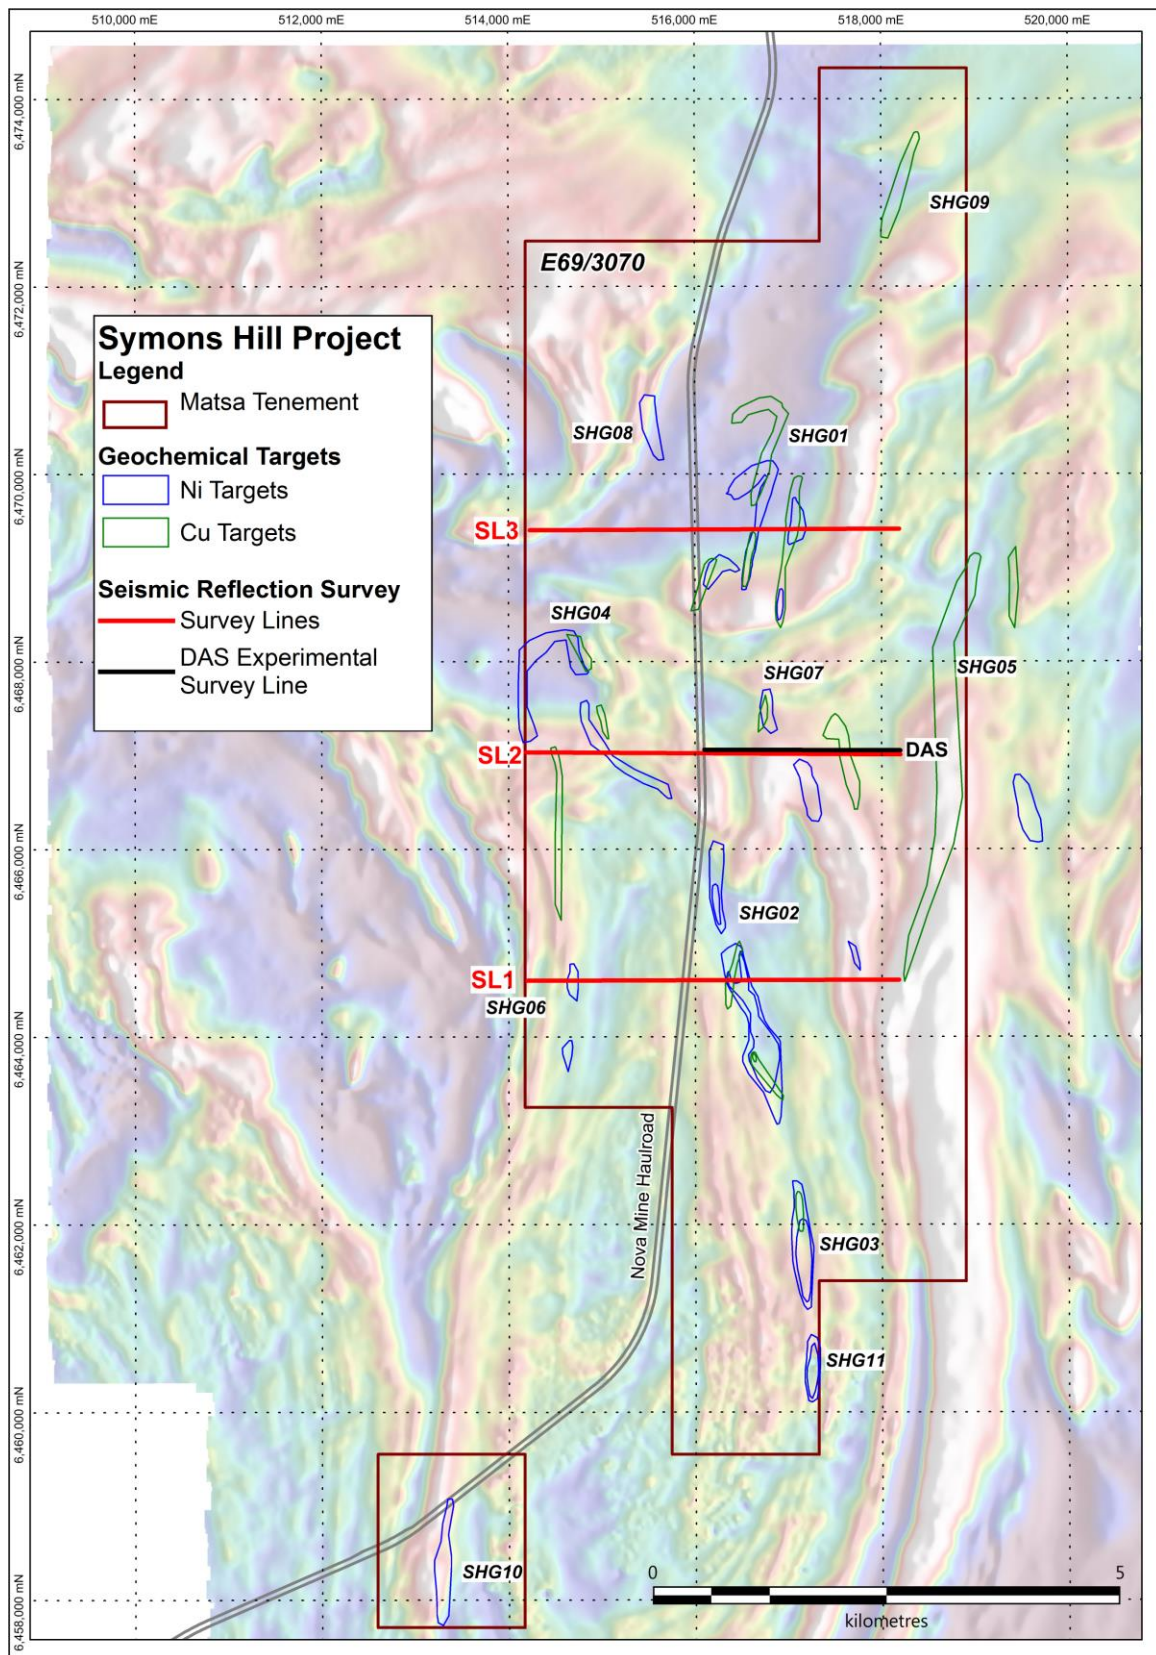 510,000 mE
512,000 mE
514,000 mE
516,000 mE
518,000 mE
520,000 mE
6,474,000 mN
6,472,000 mN
6,470,000 mN
6,468,000 mN
6,466,000 mN
6,464,000 mN
6,462,000 mN
6,460,000 mN
6,458,000 mN
SHG09
E69/3070
Symons Hill Project
Legend
Matsa Tenement
Geochemical Targets
Ni Targets
Cu Targets
Seismic Reflection Survey
Survey Lines
DAS Experimental
Survey Line
SHG08
SHG01
SL3
SHG04
SHG07
SHG05
SL2
DAS
SHG02
SL1
SHG06
Nova Mine Haulroad
SHG03
SHG11
SHG10
0
5
kilometres